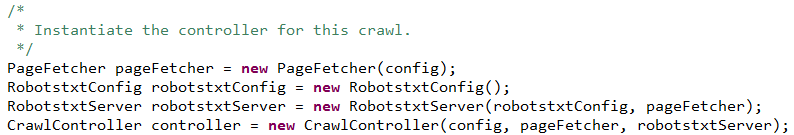 /*
 * Instantiate the controller for this crawl.
 */
PageFetcher pageFetcher = new PageFetcher(config);
RobotstxtConfig robotstxtConfig = new RobotstxtConfig();
RobotstxtServer robotstxtServer = new RobotstxtServer(robotstxtConfig, pageFetcher);
CrawlController controller = new CrawlController(config, pageFetcher, robotstxtServer);